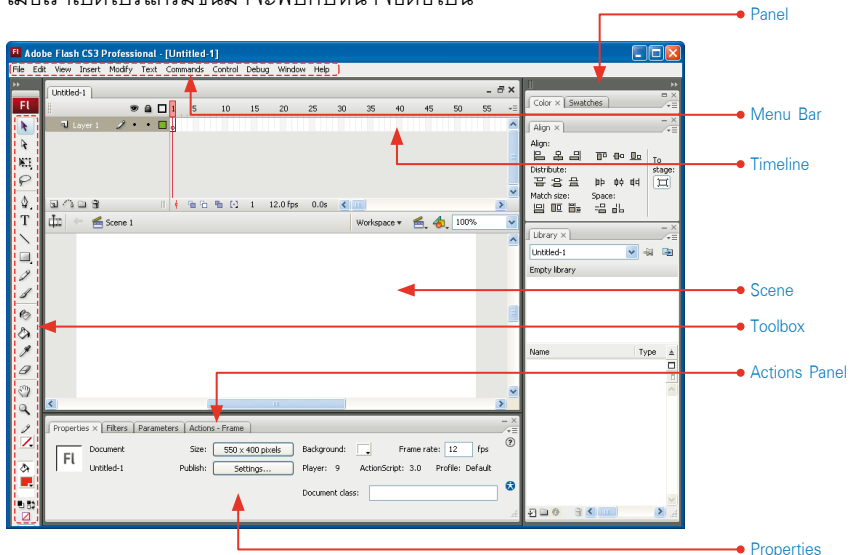 Panel
Adobe Flash CS3 Professional - [Untitled-1]
File Edit View Insert Modify Text Commands Control Debug Window Help
Untitled-1
Fl
1 5 10 15 20 25 30 35 40 45 50 55
Layer 1
1 12.0 fps 0.0s
Scene 1
Workspace
100%
T
Color × Swatches
Menu Bar
Align ×
Align:
To stage:
Distribute:
Match size: Space:
Timeline
Library ×
Untitled-1
Empty library
Name Type
Scene
Toolbox
Actions Panel
Properties × Filters Parameters Actions - Frame
Fl
Document
Untitled-1
Size: 550 x 400 pixels Background: Frame rate: 12 fps
Publish: Settings... Player: 9 ActionScript: 3.0 Profile: Default
Document class:
Properties